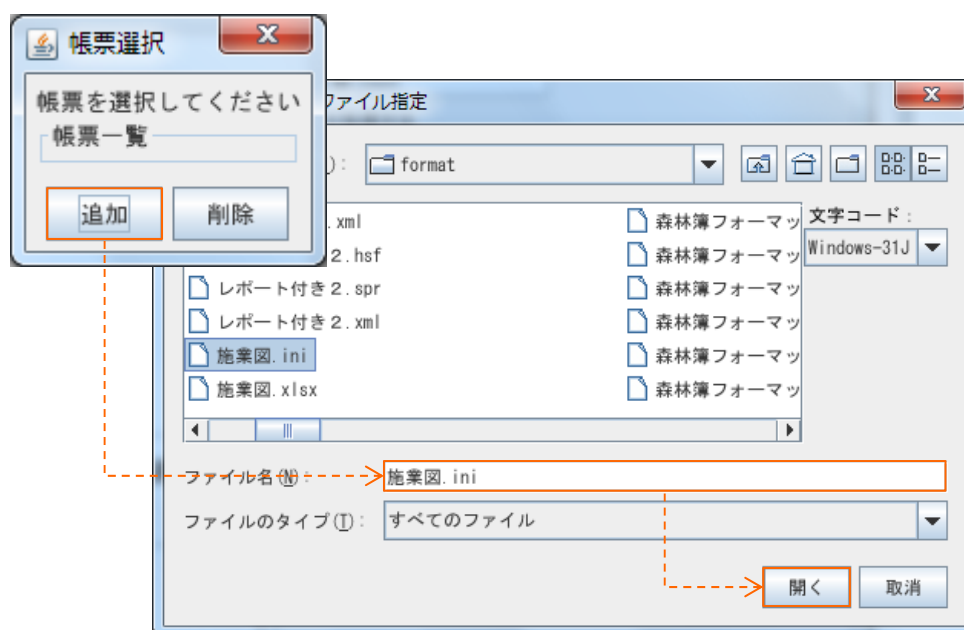 帳票選択
帳票を選択してください
帳票一覧
追加
削除
ファイル指定
):
format
.xml
2.hsf
レポート付き2.spr
レポート付き2.xml
施業図.ini
施業図.xlsx
森林簿フォーマッ
森林簿フォーマッ
森林簿フォーマッ
森林簿フォーマッ
森林簿フォーマッ
森林簿フォーマッ
文字コード:
Windows-31J
ファイル名(N):
施業図.ini
ファイルのタイプ(T):
すべてのファイル
開く
取消